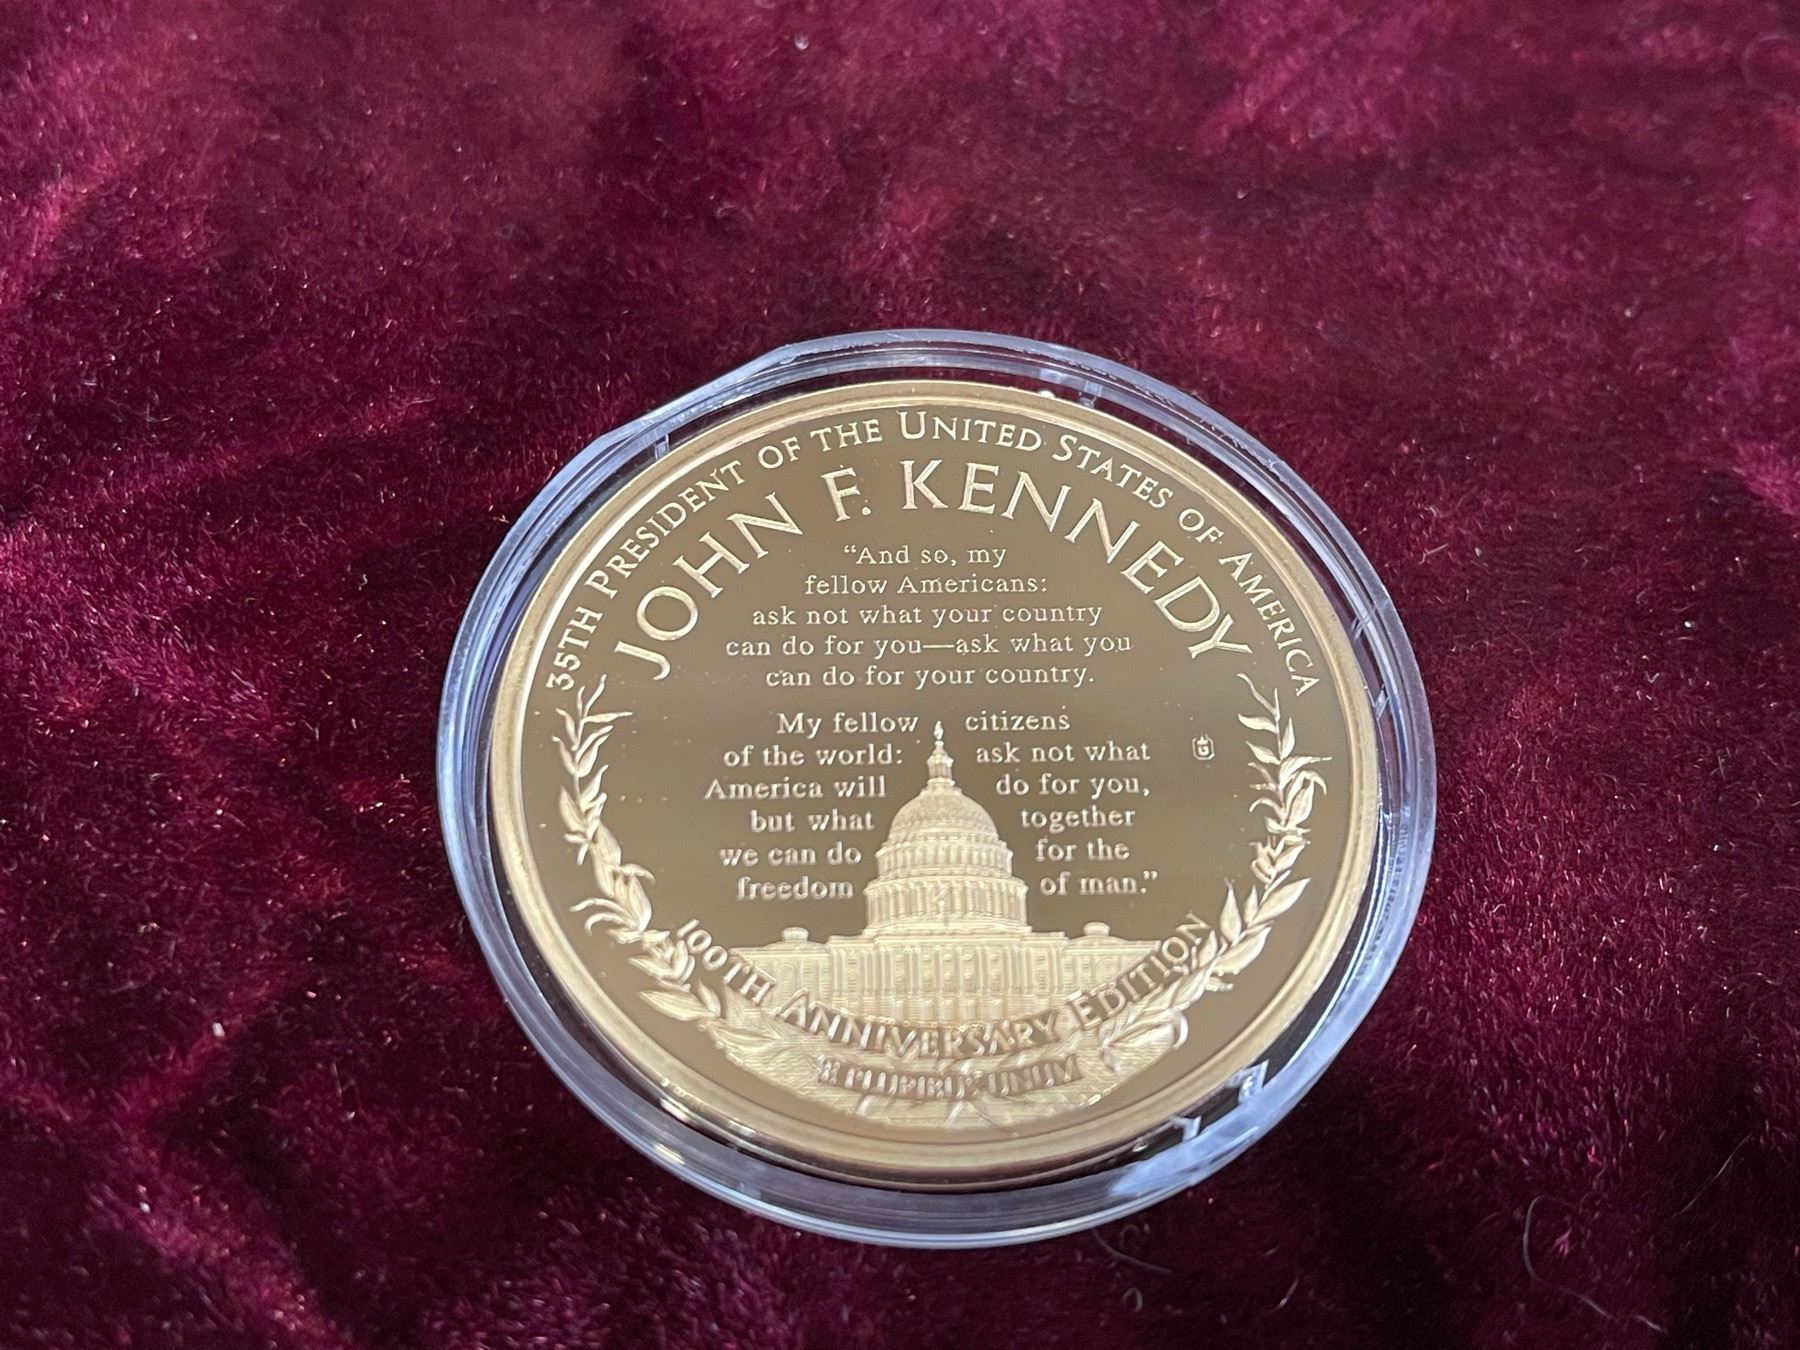 35TH PRESIDENT OF THE UNITED STATES OF AMERICA
JOHN F. KENNEDY
“And so, my
fellow Americans:
ask not what your country
can do for you—ask what you
can do for your country.
My fellow citizens
of the world: ask not what
America will do for you,
but what together
we can do for the
freedom of man.”
100TH ANNIVERSARY EDITION
E PLURIBUS UNUM